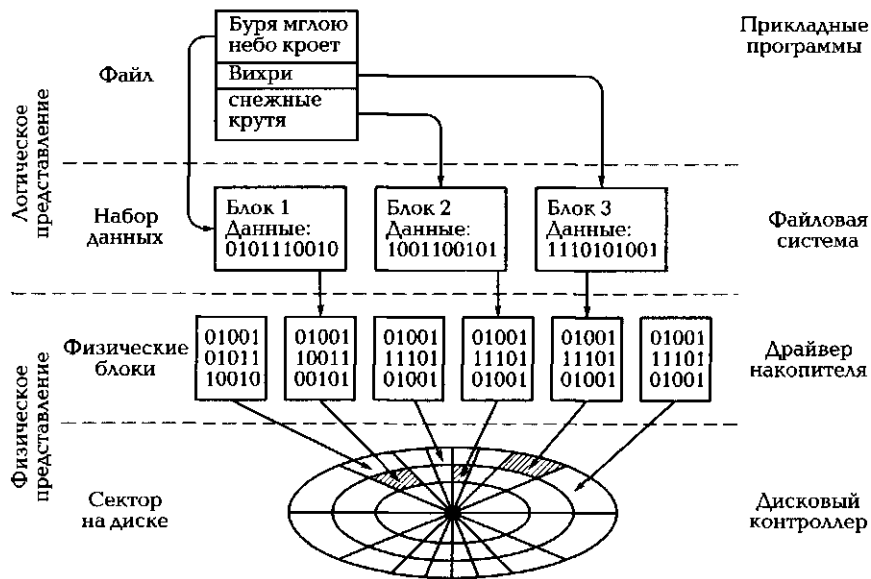 Буря мглою
небо кроет
Вихри
снежные
крутя
Файл
Прикладные
программы
Логическое
представление
Набор
данных
Блок 1
Данные:
0101110010
Блок 2
Данные:
1001100101
Блок 3
Данные:
1110101001
Файловая
система
Физическое
представление
Физические
блоки
01001
01011
10010
01001
10011
00101
01001
11101
01001
01001
11101
01001
01001
11101
01001
01001
11101
01001
Драйвер
накопителя
Сектор
на диске
Дисковый
контроллер